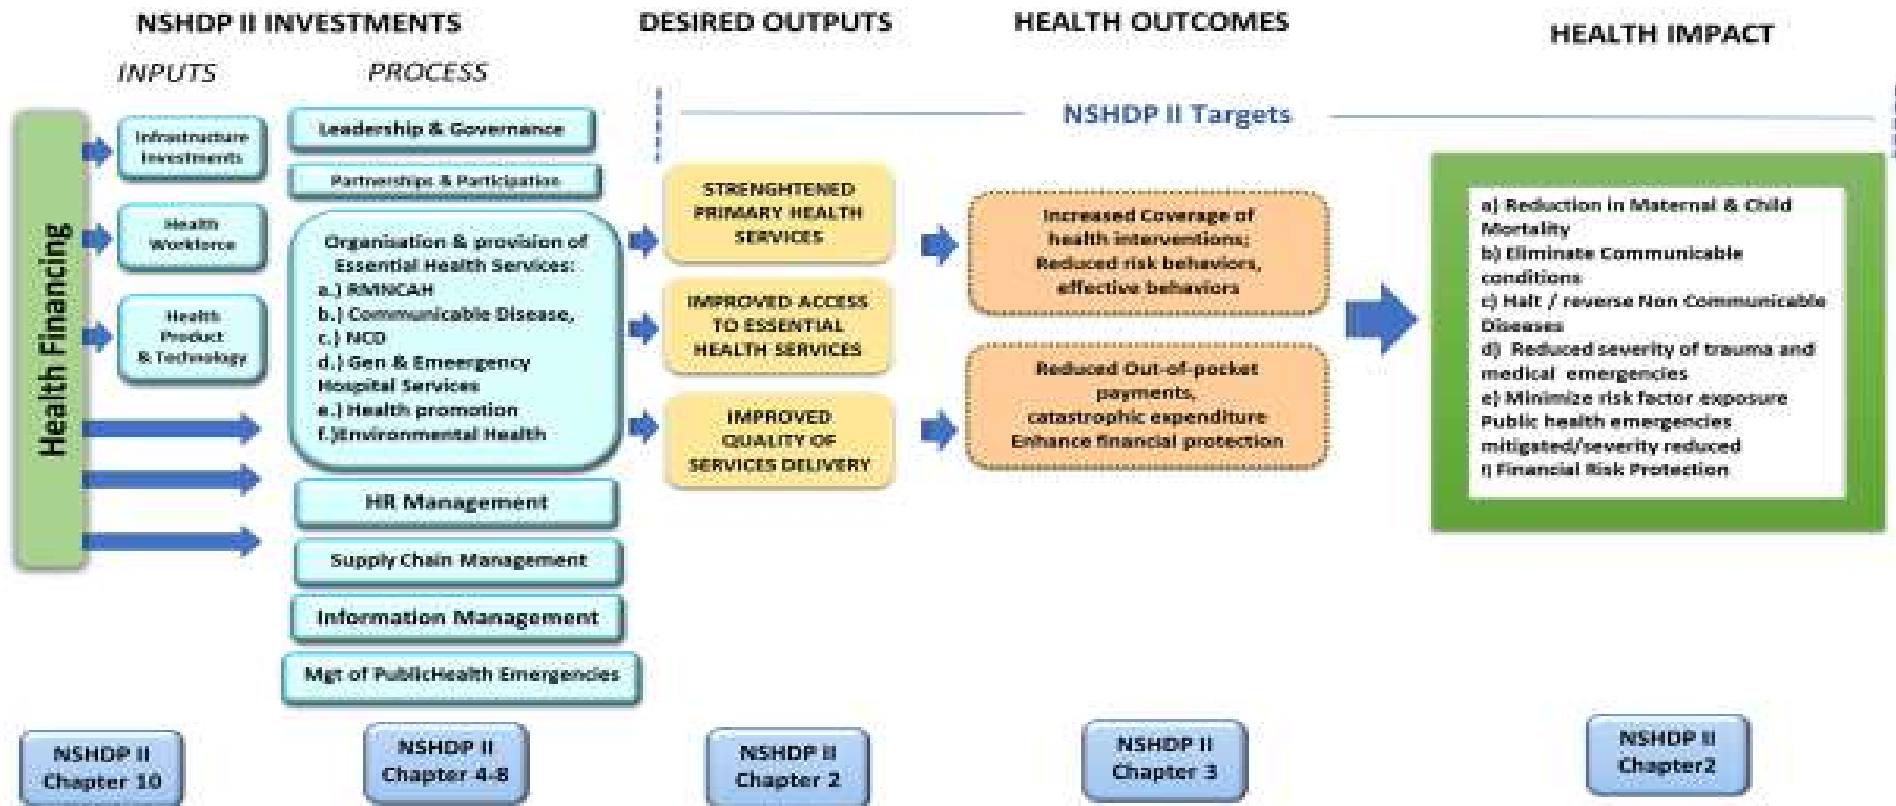 NSHDP II INVESTMENTS
DESIRED OUTPUTS
HEALTH OUTCOMES
HEALTH IMPACT
INPUTS
PROCESS
NSHDP II Targets
Health Financing
Infrastructure
Investments
Health
Workforce
Health
Product
& Technology
Leadership & Governance
Partnerships & Participation
Organisation & provision of
Essential Health Services:
a.) RMNCAH
b.) Communicable Disease,
c.) NCD
d.) Gen & Emeergency
Hospital Services
e.) Health promotion
f.)Environmental Health
HR Management
Supply Chain Management
Information Management
Mgt of PublicHealth Emergencies
STRENGHTENED
PRIMARY HEALTH
SERVICES
IMPROVED ACCESS
TO ESSENTIAL
HEALTH SERVICES
IMPROVED
QUALITY OF
SERVICES DELIVERY
Increased Coverage of
health interventions;
Reduced risk behaviors,
effective behaviors
Reduced Out-of-pocket
payments,
catastrophic expenditure
Enhance financial protection
a) Reduction in Maternal & Child
Mortality
b) Eliminate Communicable
conditions
c) Halt / reverse Non Communicable
Diseases
d) Reduced severity of trauma and
medical emergencies
e) Minimize risk factor exposure
Public health emergencies
mitigated/severity reduced
f) Financial Risk Protection
NSHDP II
Chapter 10
NSHDP II
Chapter 4-8
NSHDP II
Chapter 2
NSHDP II
Chapter 3
NSHDP II
Chapter2